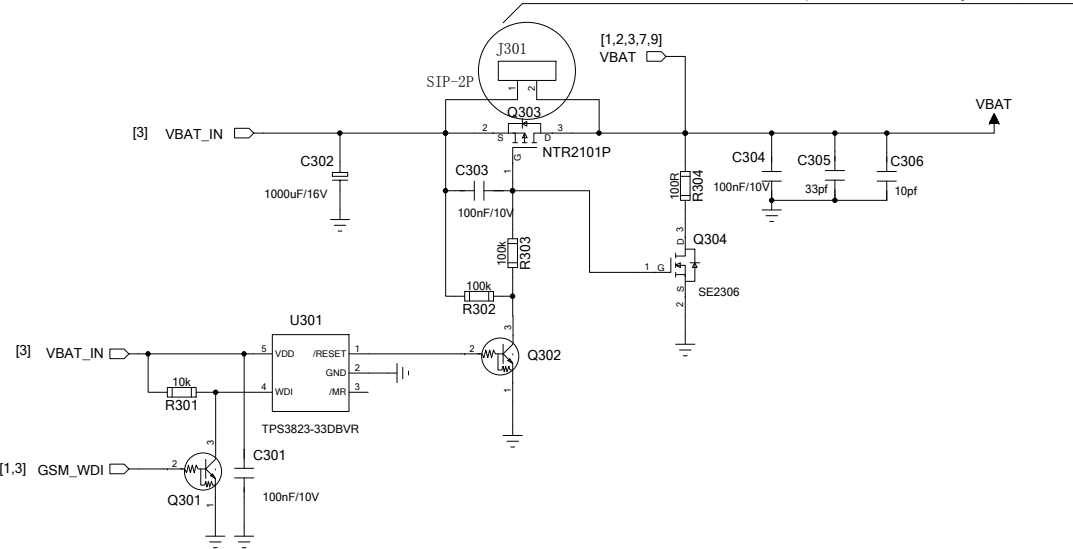 J301
SIP-2P
1 2
[1,2,3,7,9]
VBAT
VBAT
[3] VBAT_IN
Q303
2 S D 3
G
1
NTR2101P
C302
1000uF/16V
C303
100nF/10V
100R
R304
C304
100nF/10V
C305
33pf
C306
10pf
100k
R303
3
D
Q304
1 G
S
2
SE2306
100k
R302
U301
[3] VBAT_IN
5 VDD /RESET 1
GND 2
4 WDI /MR 3
TPS3823-33DBVR
10k
R301
3
2 Q302
1
[1,3] GSM_WDI
3
2
Q301
1
C301
100nF/10V